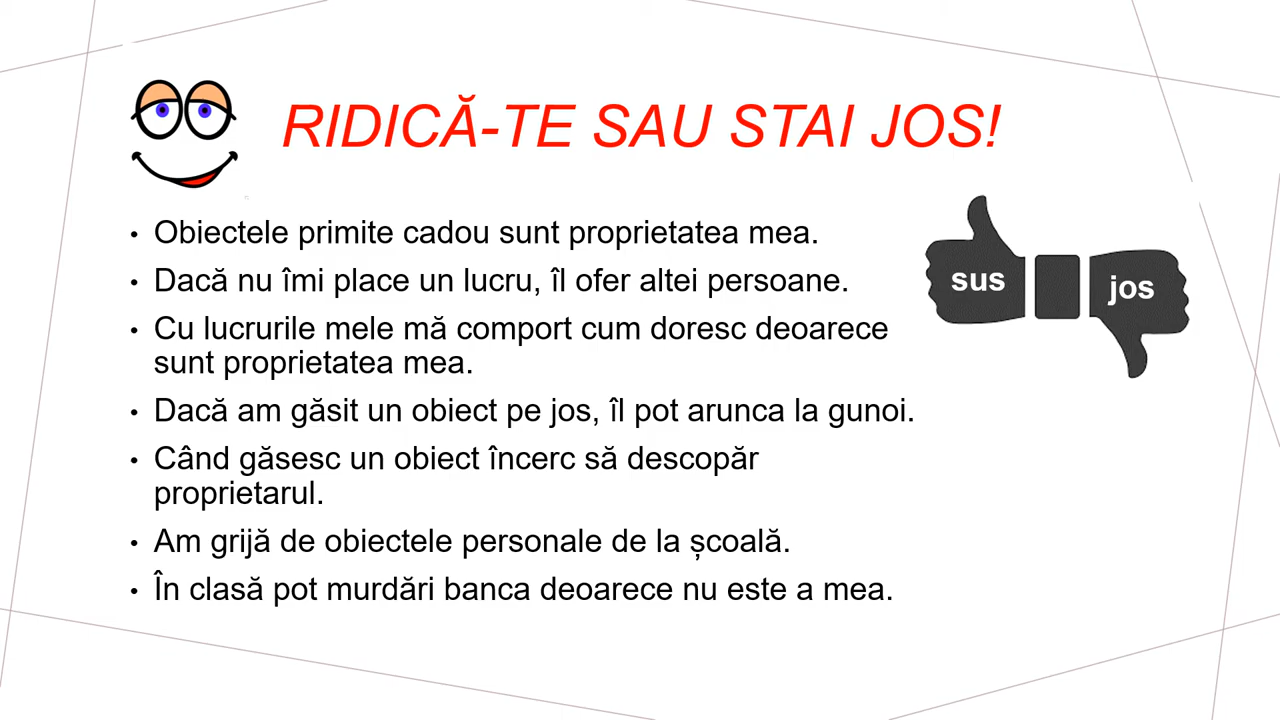 RIDICĂ-TE SAU STAI JOS!
• Obiectele primite cadou sunt proprietatea mea.
• Dacă nu îmi place un lucru, îl ofer altei persoane.
• Cu lucrurile mele mă comport cum doresc deoarece
sunt proprietatea mea.
• Dacă am găsit un obiect pe jos, îl pot arunca la gunoi.
• Când găsesc un obiect încerc să descopăr
proprietarul.
• Am grijă de obiectele personale de la școală.
• În clasă pot murdări banca deoarece nu este a mea.
sus
jos